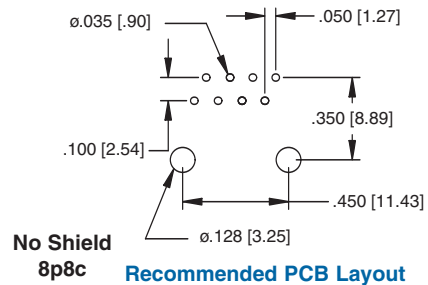 ø.035 [.90]
.050 [1.27]
.350 [8.89]
.100 [2.54]
.450 [11.43]
No Shield
8p8c
ø.128 [3.25]
Recommended PCB Layout